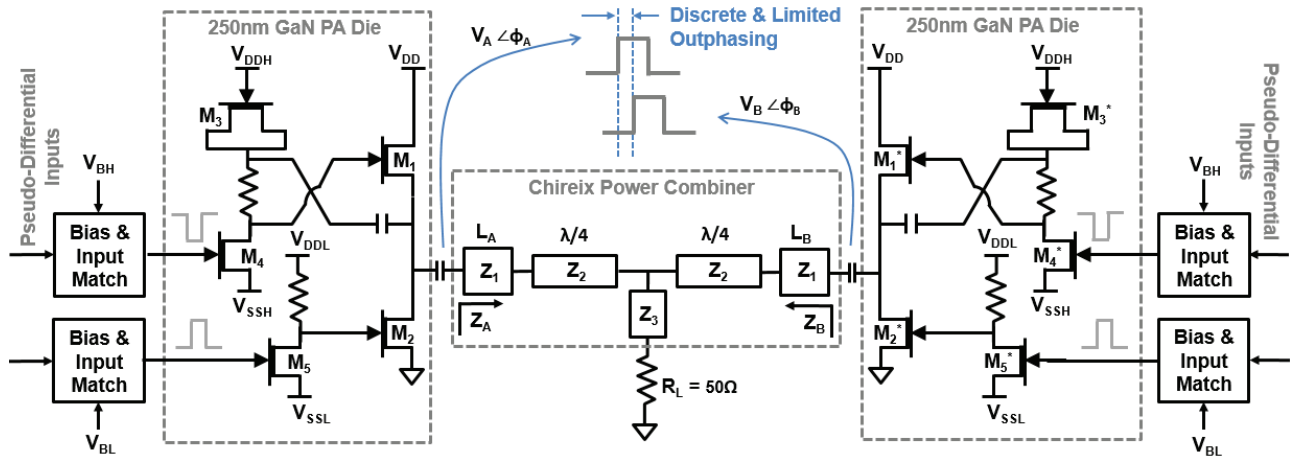 250nm GaN PA Die
Discrete & Limited
Outphasing
250nm GaN PA Die
V_A ∠ϕ_A
V_B ∠ϕ_B
Pseudo-Differential
Inputs
V_DDH
V_DD
M_3
M_1
V_BH
Bias &
Input
Match
M_4
V_SSH
V_DDL
M_2
Bias &
Input
Match
M_5
V_SSL
V_BL
Chireix Power Combiner
L_A
λ/4
λ/4
L_B
Z_1
Z_2
Z_2
Z_1
Z_A
Z_3
Z_B
R_L = 50Ω
V_DD
V_DDH
M_1*
M_3*
V_BH
Pseudo-Differential
Inputs
Bias &
Input
Match
M_4*
V_SSH
V_DDL
M_2*
M_5*
Bias &
Input
Match
V_SSL
V_BL